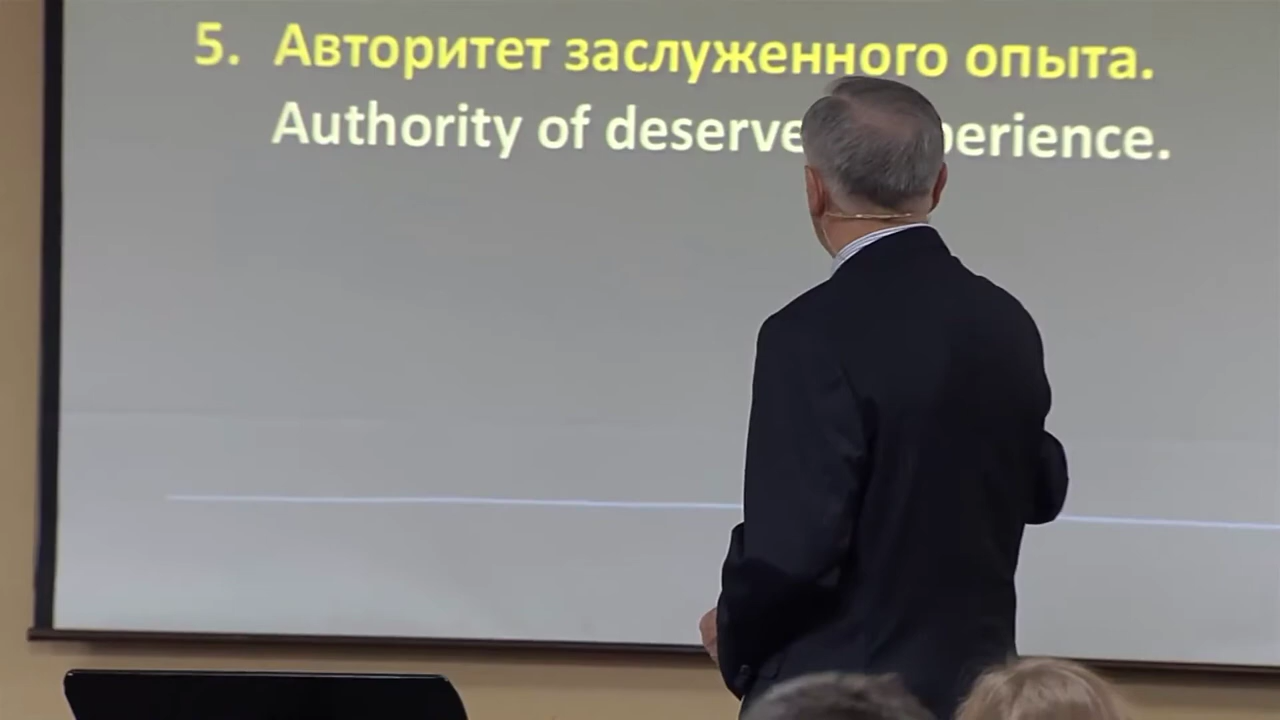 5. Авторитет заслуженного опыта.
Authority of